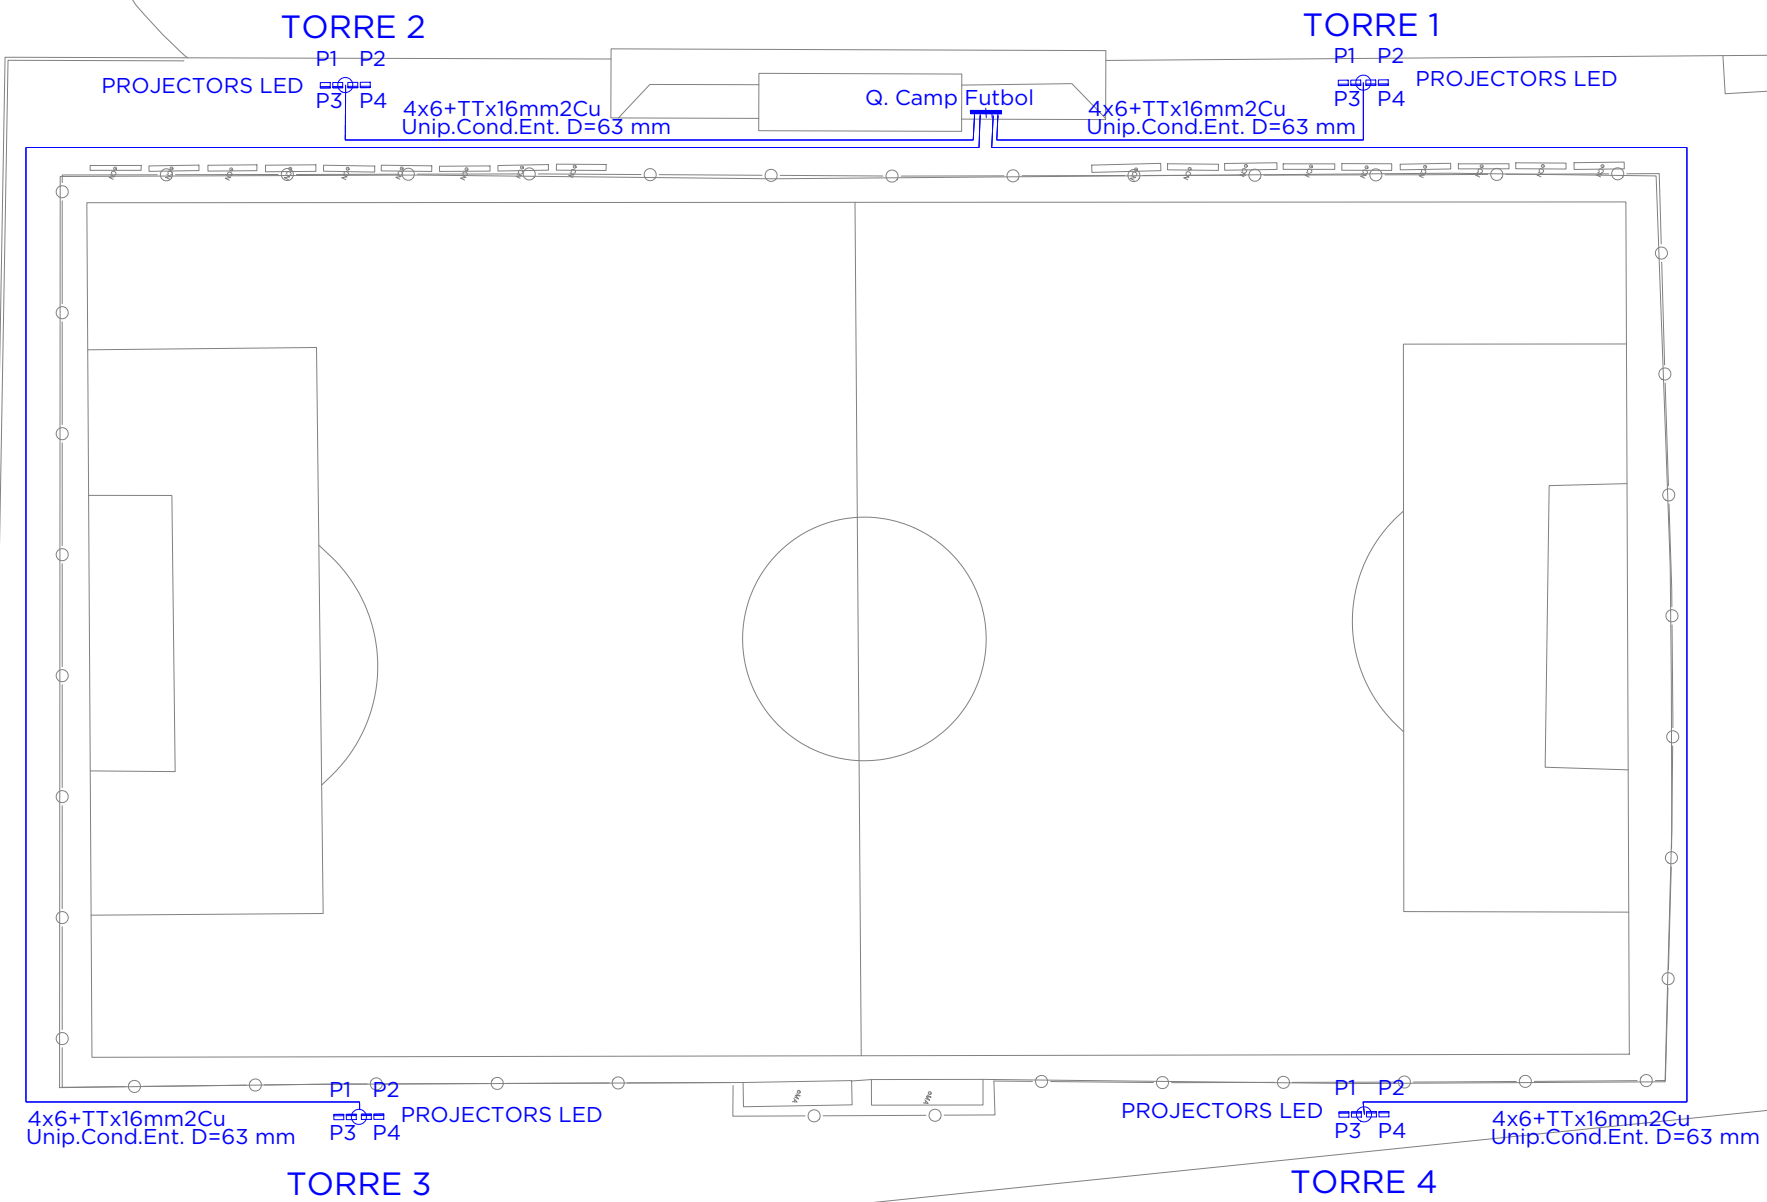 TORRE 2
TORRE 1
P1 P2
PROJECTORS LED
P3 P4
P1 P2
PROJECTORS LED
P3 P4
Q. Camp Futbol
4x6+TTx16mm2Cu
Unip.Cond.Ent. D=63 mm
4x6+TTx16mm2Cu
Unip.Cond.Ent. D=63 mm
P1 P2
PROJECTORS LED
P3 P4
4x6+TTx16mm2Cu
Unip.Cond.Ent. D=63 mm
P1 P2
PROJECTORS LED
P3 P4
4x6+TTx16mm2Cu
Unip.Cond.Ent. D=63 mm
TORRE 3
TORRE 4